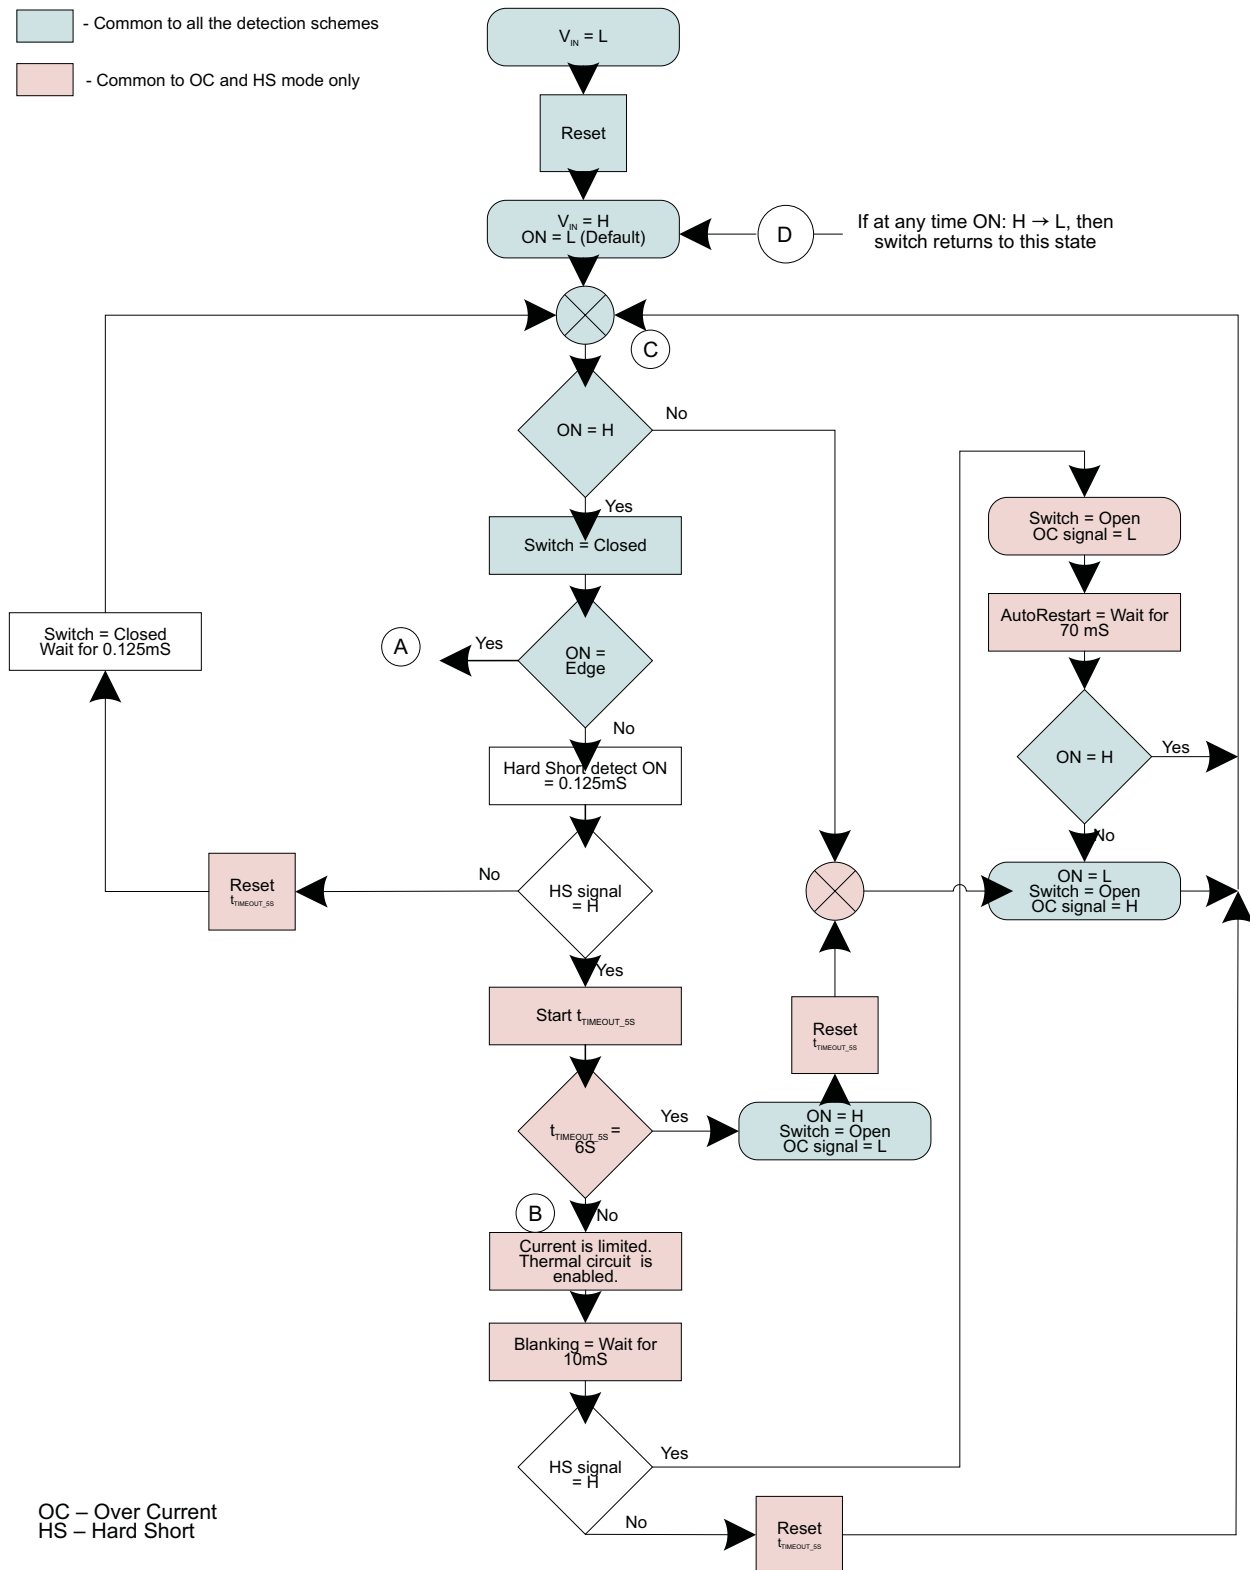 - Common to all the detection schemes
- Common to OC and HS mode only
V_IN = L
Reset
V_IN = H
ON = L (Default)
D
If at any time ON: H → L, then
switch returns to this state
C
ON = H
No
Yes
Switch = Closed
Switch = Open
OC signal = L
AutoRestart = Wait for
70 mS
Switch = Closed
Wait for 0.125mS
A
Yes
ON =
Edge
No
ON = H
Yes
No
Hard Short detect ON
= 0.125mS
Reset
t_TIMEOUT_5S
No
HS signal
= H
Yes
ON = L
Switch = Open
OC signal = H
Start t_TIMEOUT_5S
Reset
t_TIMEOUT_5S
t_TIMEOUT_5S =
6S
Yes
ON = H
Switch = Open
OC signal = L
B
No
Current is limited.
Thermal circuit is
enabled.
Blanking = Wait for
10mS
HS signal
= H
Yes
No
Reset
t_TIMEOUT_5S
OC – Over Current
HS – Hard Short